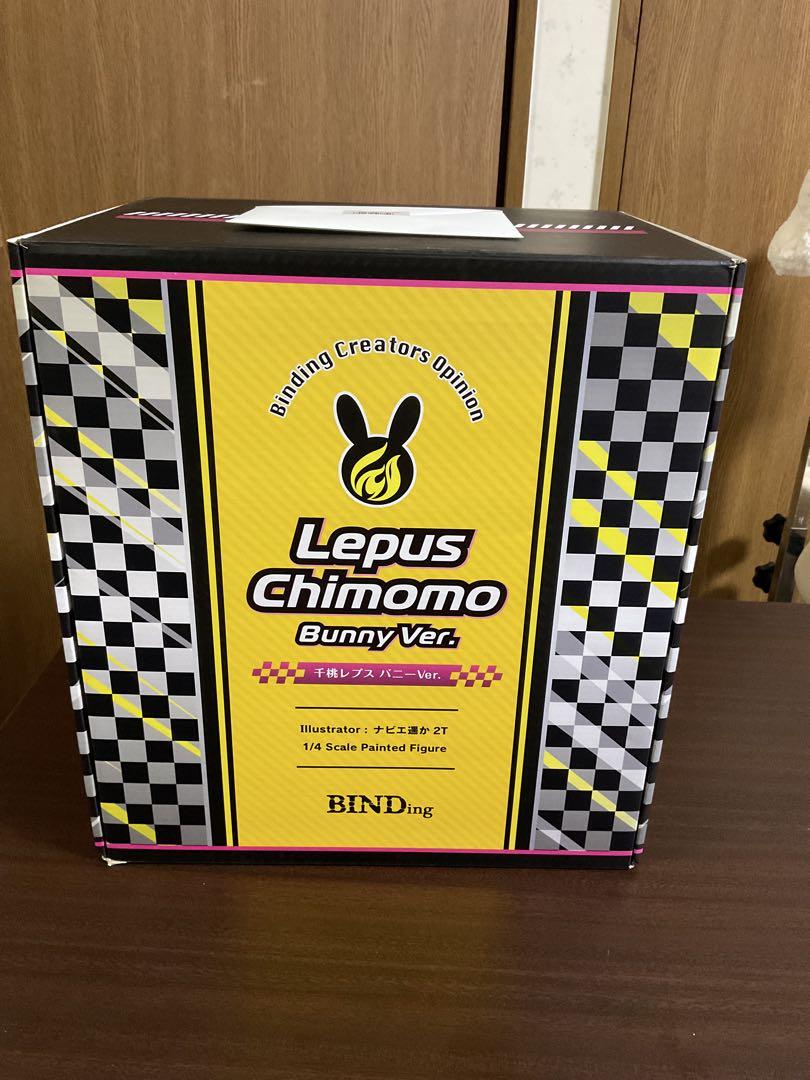 Binding Creators Opinion
Lepus
Chimomo
Bunny Ver.
千桃レプス バニーVer.
Illustrator : ナビエ遥か 2T
1/4 Scale Painted Figure
BINDing